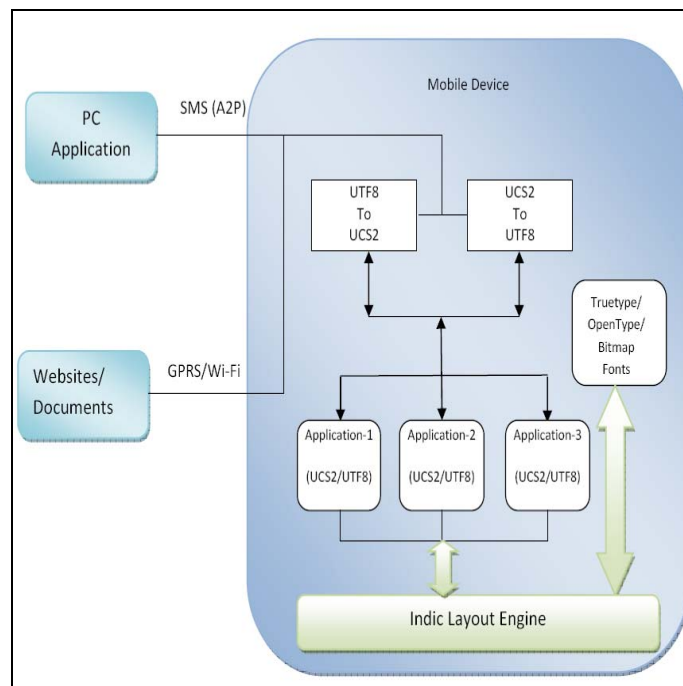 Mobile Device
SMS (A2P)
PC
Application
UTF8
To
UCS2
UCS2
To
UTF8
Truetype/
OpenType/
Bitmap
Fonts
Websites/
Documents
GPRS/Wi-Fi
Application-1
(UCS2/UTF8)
Application-2
(UCS2/UTF8)
Application-3
(UCS2/UTF8)
Indic Layout Engine